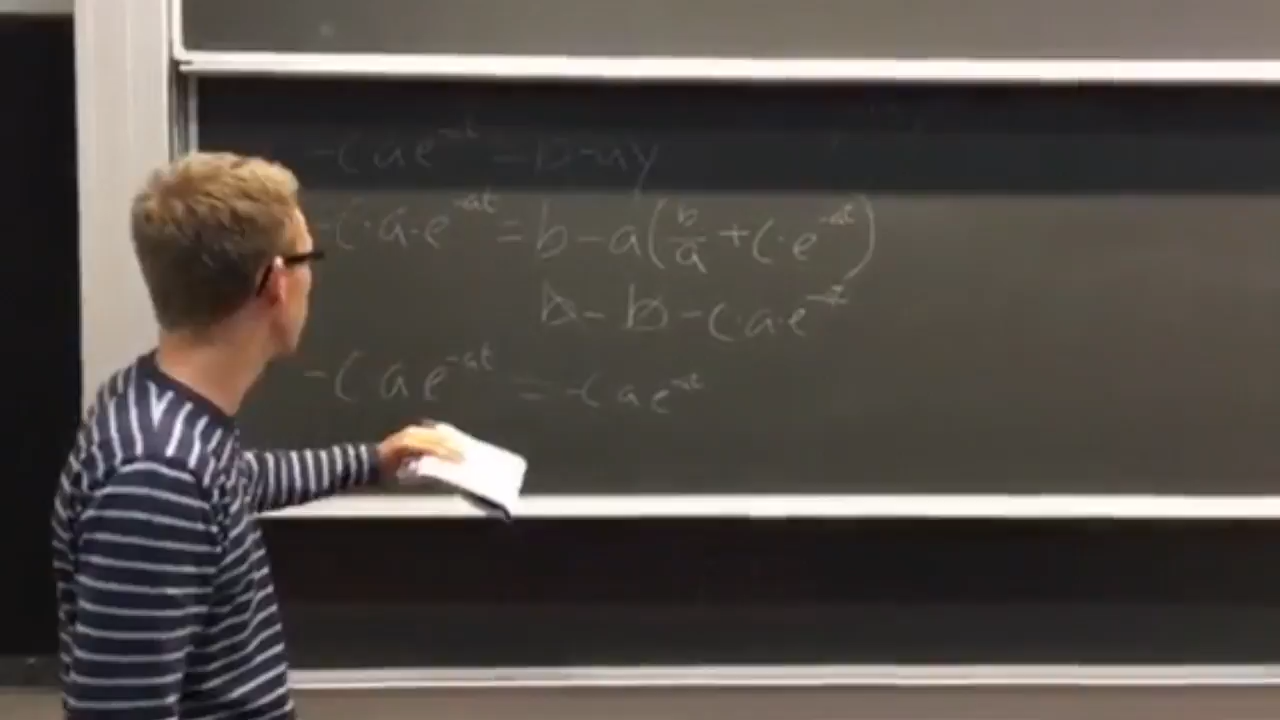 -Cae^{-at} = b-ay
-C·a·e^{-at} = b-a(b/a + C·e^{-at})
b - b - C·a·e^{-at}
-Cae^{-at} = -Cae^{-at}